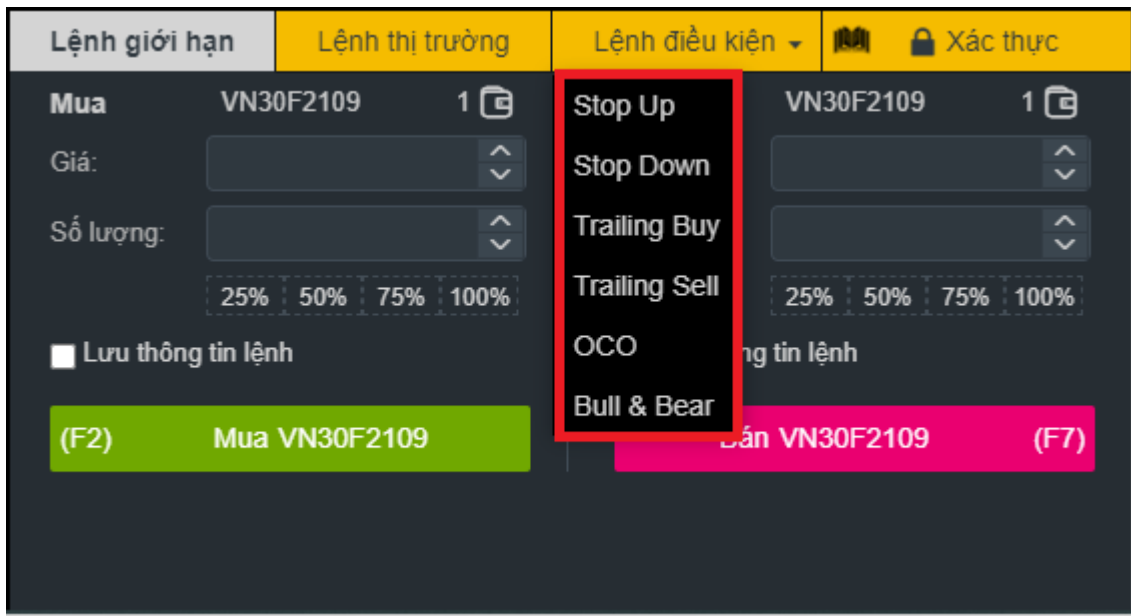 Lệnh giới hạn Lệnh thị trường Lệnh điều kiện Xác thực
Mua VN30F2109 1 Stop Up VN30F2109 1
Giá: Stop Down
Số lượng: Trailing Buy
25% 50% 75% 100% Trailing Sell 25% 50% 75% 100%
Lưu thông tin lệnh OCO tin lệnh
Bull & Bear
(F2) Mua VN30F2109 Bán VN30F2109 (F7)